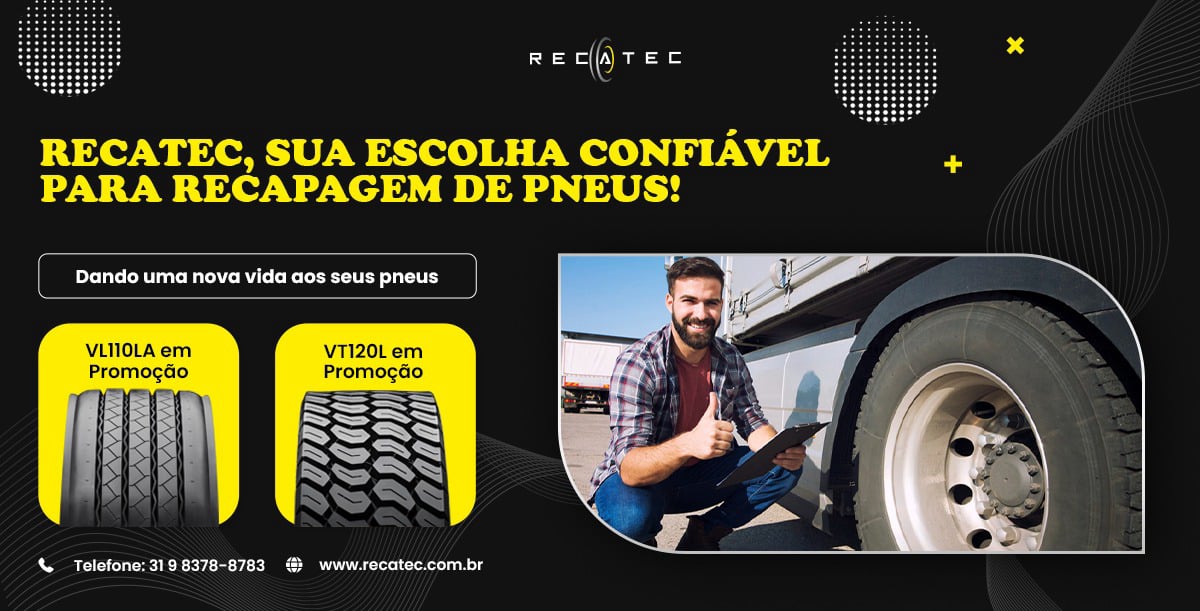 RECATEC
RECATEC, SUA ESCOLHA CONFIÁVEL
PARA RECAPAGEM DE PNEUS!
Dando uma nova vida aos seus pneus
VL110LA em
Promoção
VT120L em
Promoção
Telefone: 31 9 8378-8783
www.recatec.com.br